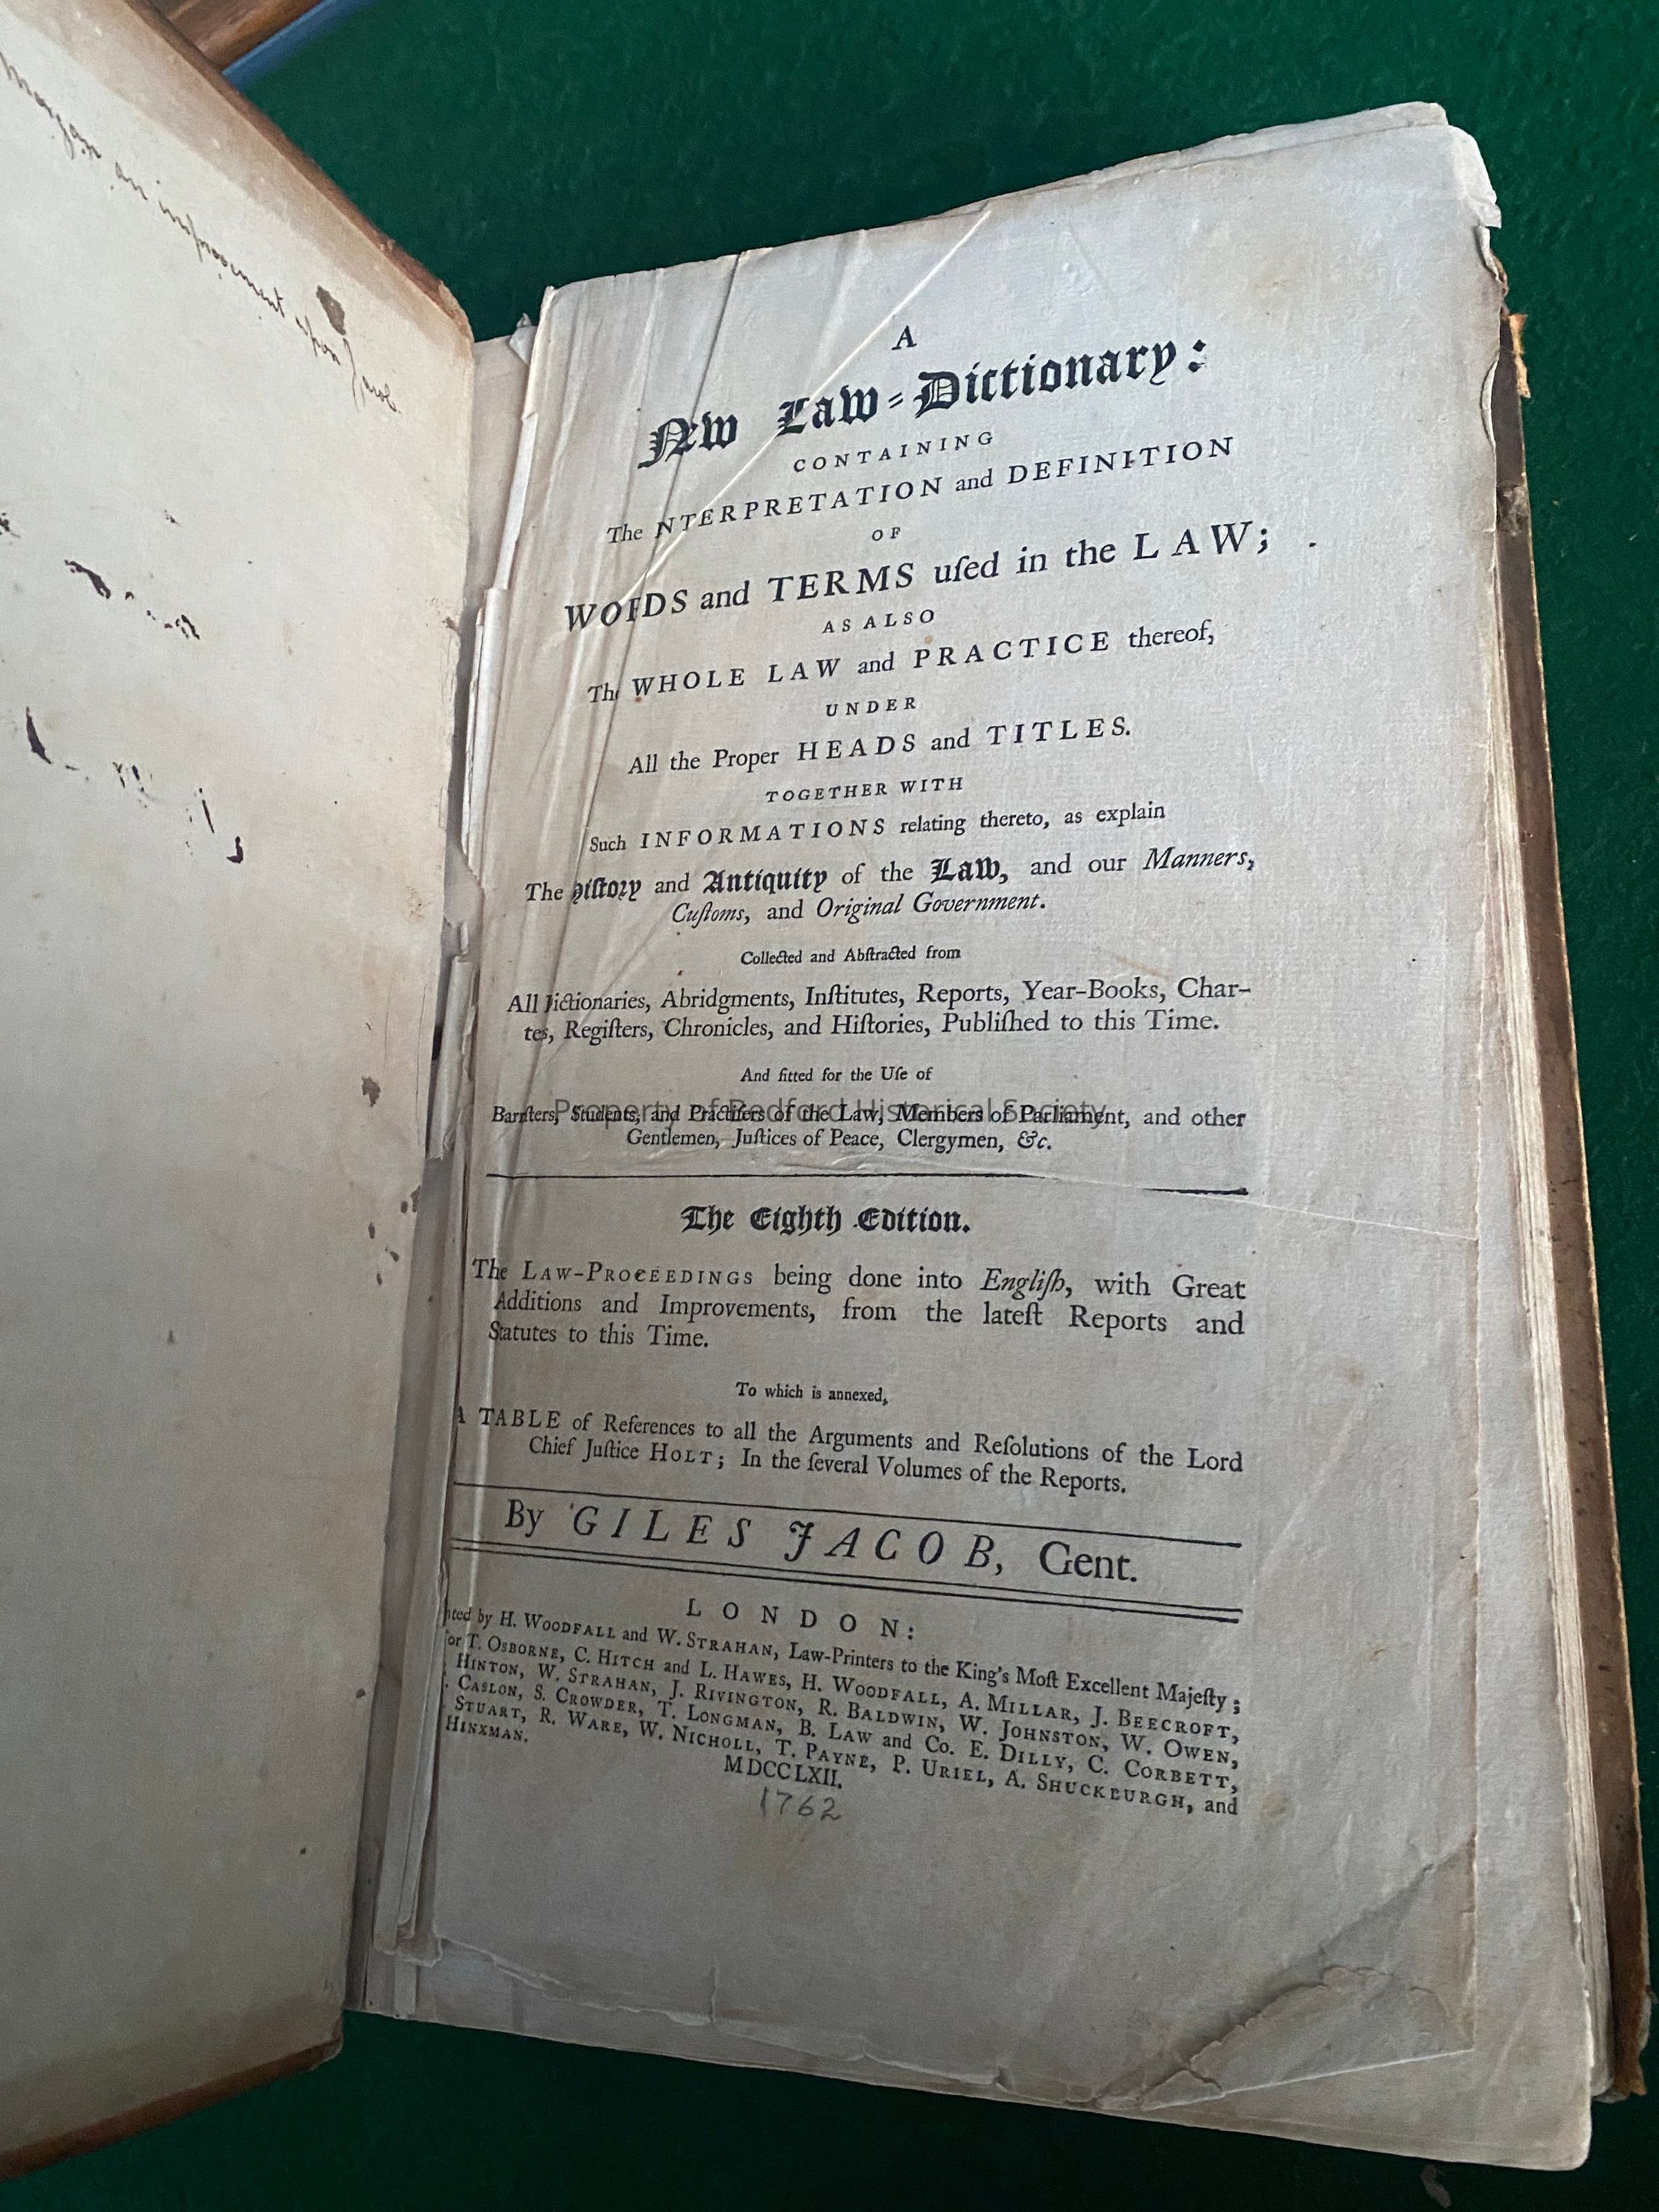 A
New Law-Dictionary:
CONTAINING
The NTERPRETATION and DEFINITION
OF
WORDS and TERMS uſed in the LAW;
AS ALSO
The WHOLE LAW and PRACTICE thereof,
UNDER
All the Proper HEADS and TITLES.
TOGETHER WITH
Such INFORMATIONS relating thereto, as explain
The Hiſtory and Antiquity of the Law, and our Manners,
Cuſtoms, and Original Government.
Collected and Abſtracted from
All Dictionaries, Abridgments, Inſtitutes, Reports, Year-Books, Char-
tes, Regiſters, Chronicles, and Hiſtories, Publiſhed to this Time.
And fitted for the Uſe of
Barriſters, Students, and Practiſers of the Law, Members of Parliament, and other
Property of Bedford Historical Society
Gentlemen, Juſtices of Peace, Clergymen, &c.
The Eighth Edition.
The LAW-PROCEEDINGS being done into Engliſh, with Great
Additions and Improvements, from the lateſt Reports and
Statutes to this Time.
To which is annexed,
A TABLE of References to all the Arguments and Reſolutions of the Lord
Chief Juſtice HOLT; In the ſeveral Volumes of the Reports.
By GILES JACOB, Gent.
LONDON:
nted by H. WOODFALL and W. STRAHAN, Law-Printers to the King's Moſt Excellent Majeſty;
or T. OSBORNE, C. HITCH and L. HAWES, H. WOODFALL, A. MILLAR, J. BEECROFT,
HINTON, W. STRAHAN, J. RIVINGTON, R. BALDWIN, W. JOHNSTON, W. OWEN,
CASLON, S. CROWDER, T. LONGMAN, B. LAW and Co. E. DILLY, C. CORBETT,
STUART, R. WARE, W. NICHOLL, T. PAYNE, P. URIEL, A. SHUCKBURGH, and
HINXMAN.
MDCCLXII.
1762